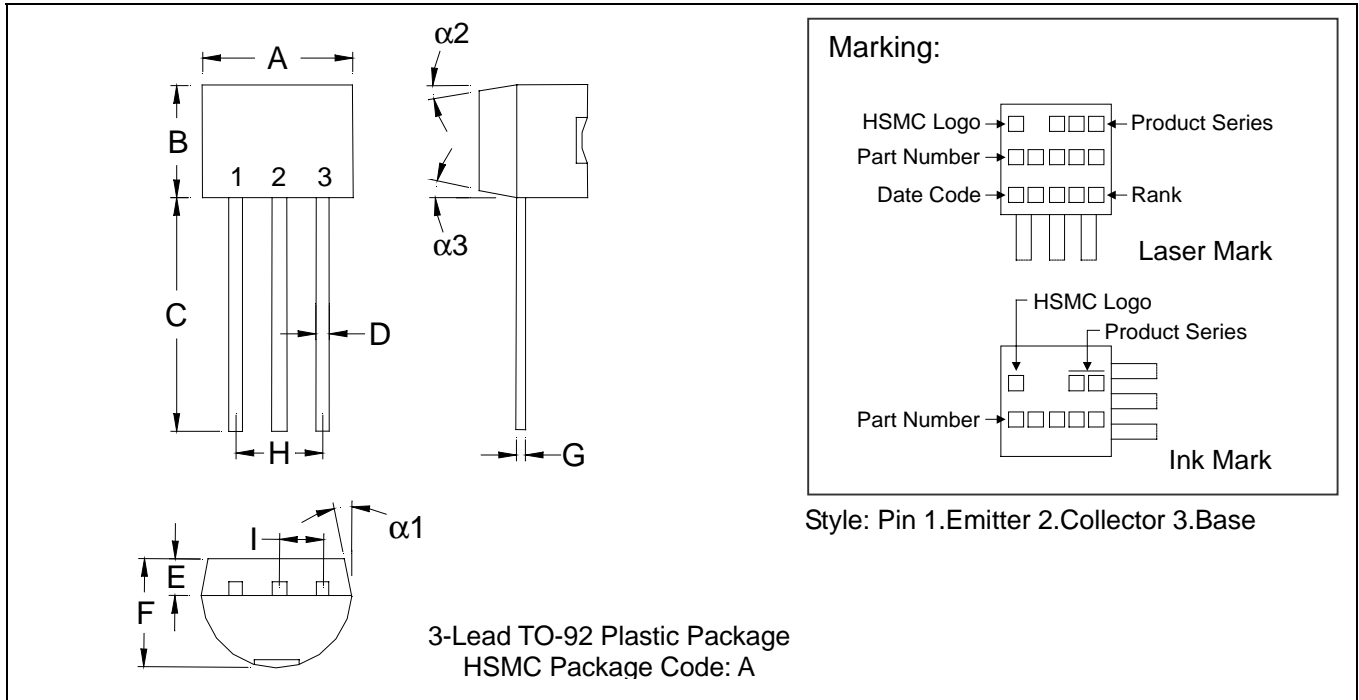 A
B
1 2 3
C
D
H
α2
α3
G
I
α1
E
F
3-Lead TO-92 Plastic Package
HSMC Package Code: A
Marking:
HSMC Logo
Product Series
Part Number
Date Code
Rank
Laser Mark
HSMC Logo
Product Series
Part Number
Ink Mark
Style: Pin 1.Emitter 2.Collector 3.Base